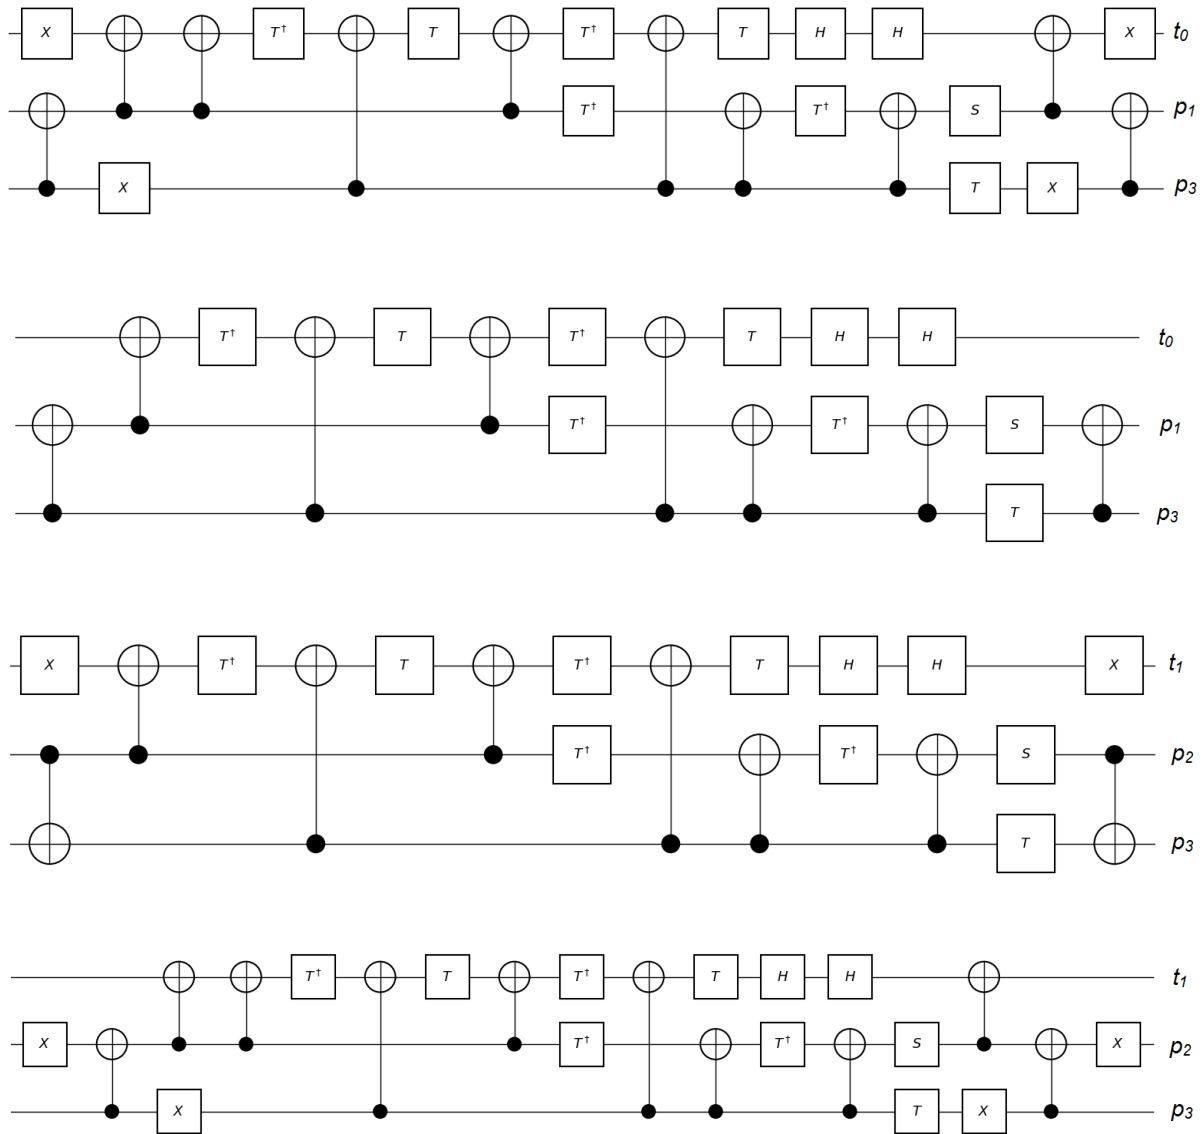 X T† T T† T H H X t₀
T† T† S p₁
X T X p₃
T† T T† T H H t₀
T† T† S p₁
T p₃
X T† T T† T H H X t₁
T† T† S p₂
T p₃
T† T T† T H H t₁
X T† T† S X p₂
X T X p₃